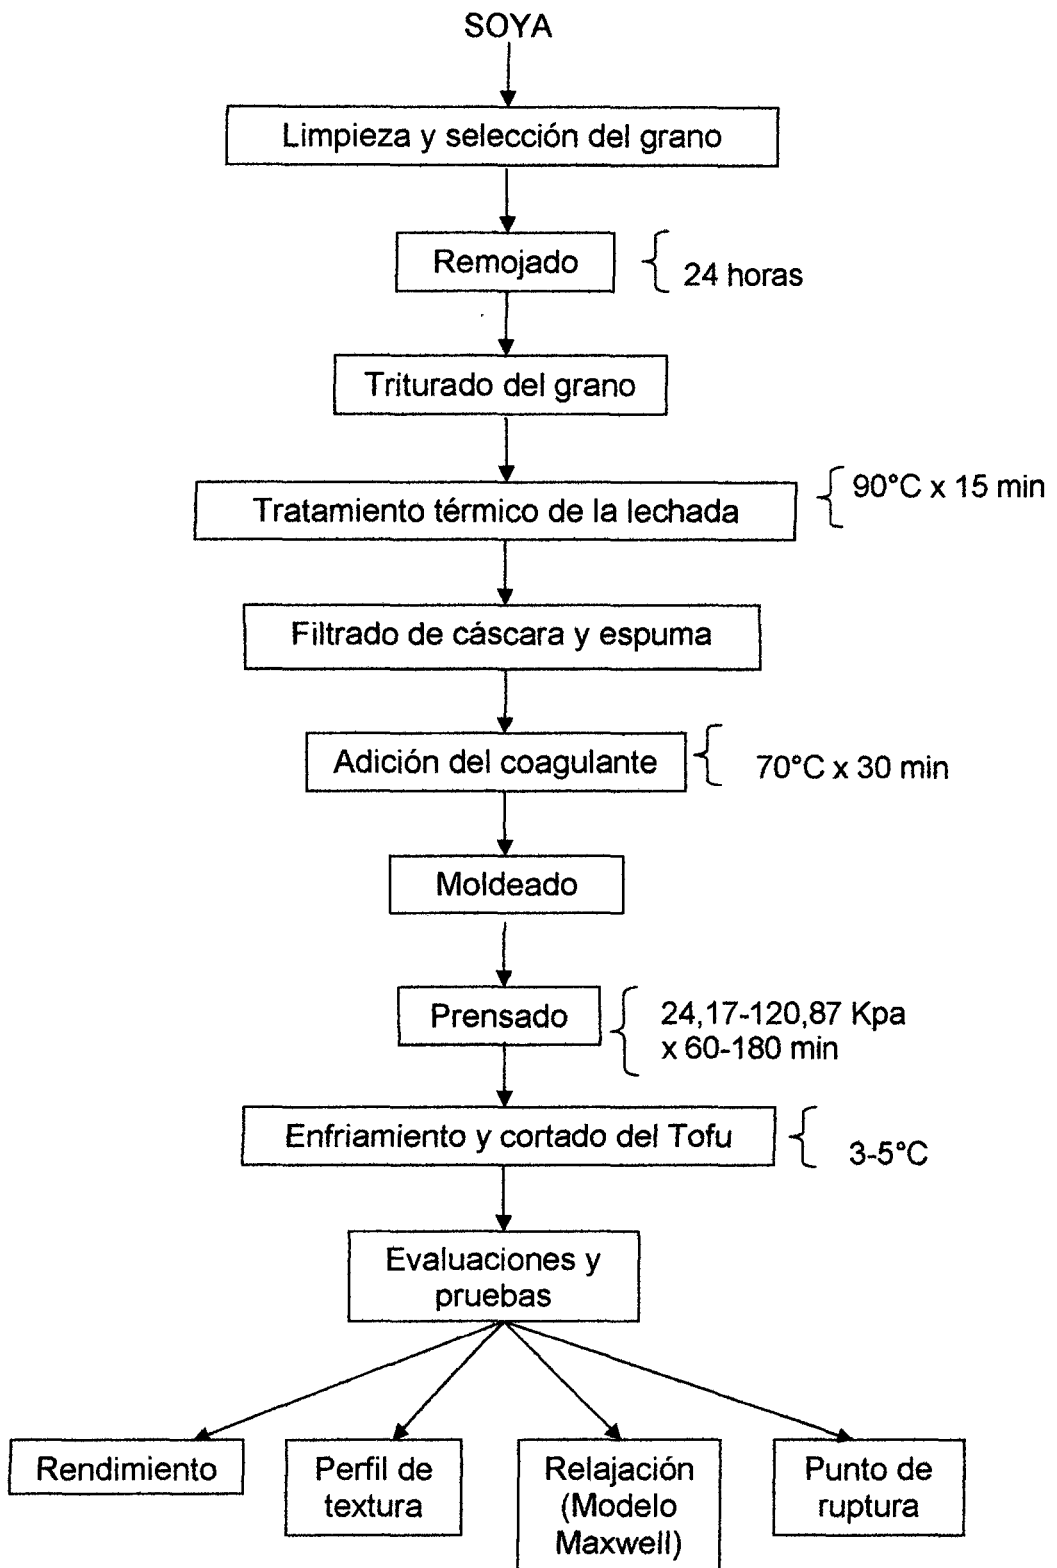 SOYA
Limpieza y selección del grano
Remojado
24 horas
Triturado del grano
Tratamiento térmico de la lechada
90°C x 15 min
Filtrado de cáscara y espuma
Adición del coagulante
70°C x 30 min
Moldeado
Prensado
24,17-120,87 Kpa
x 60-180 min
Enfriamiento y cortado del Tofu
3-5°C
Evaluaciones y
pruebas
Rendimiento
Perfil de
textura
Relajación
(Modelo
Maxwell)
Punto de
ruptura